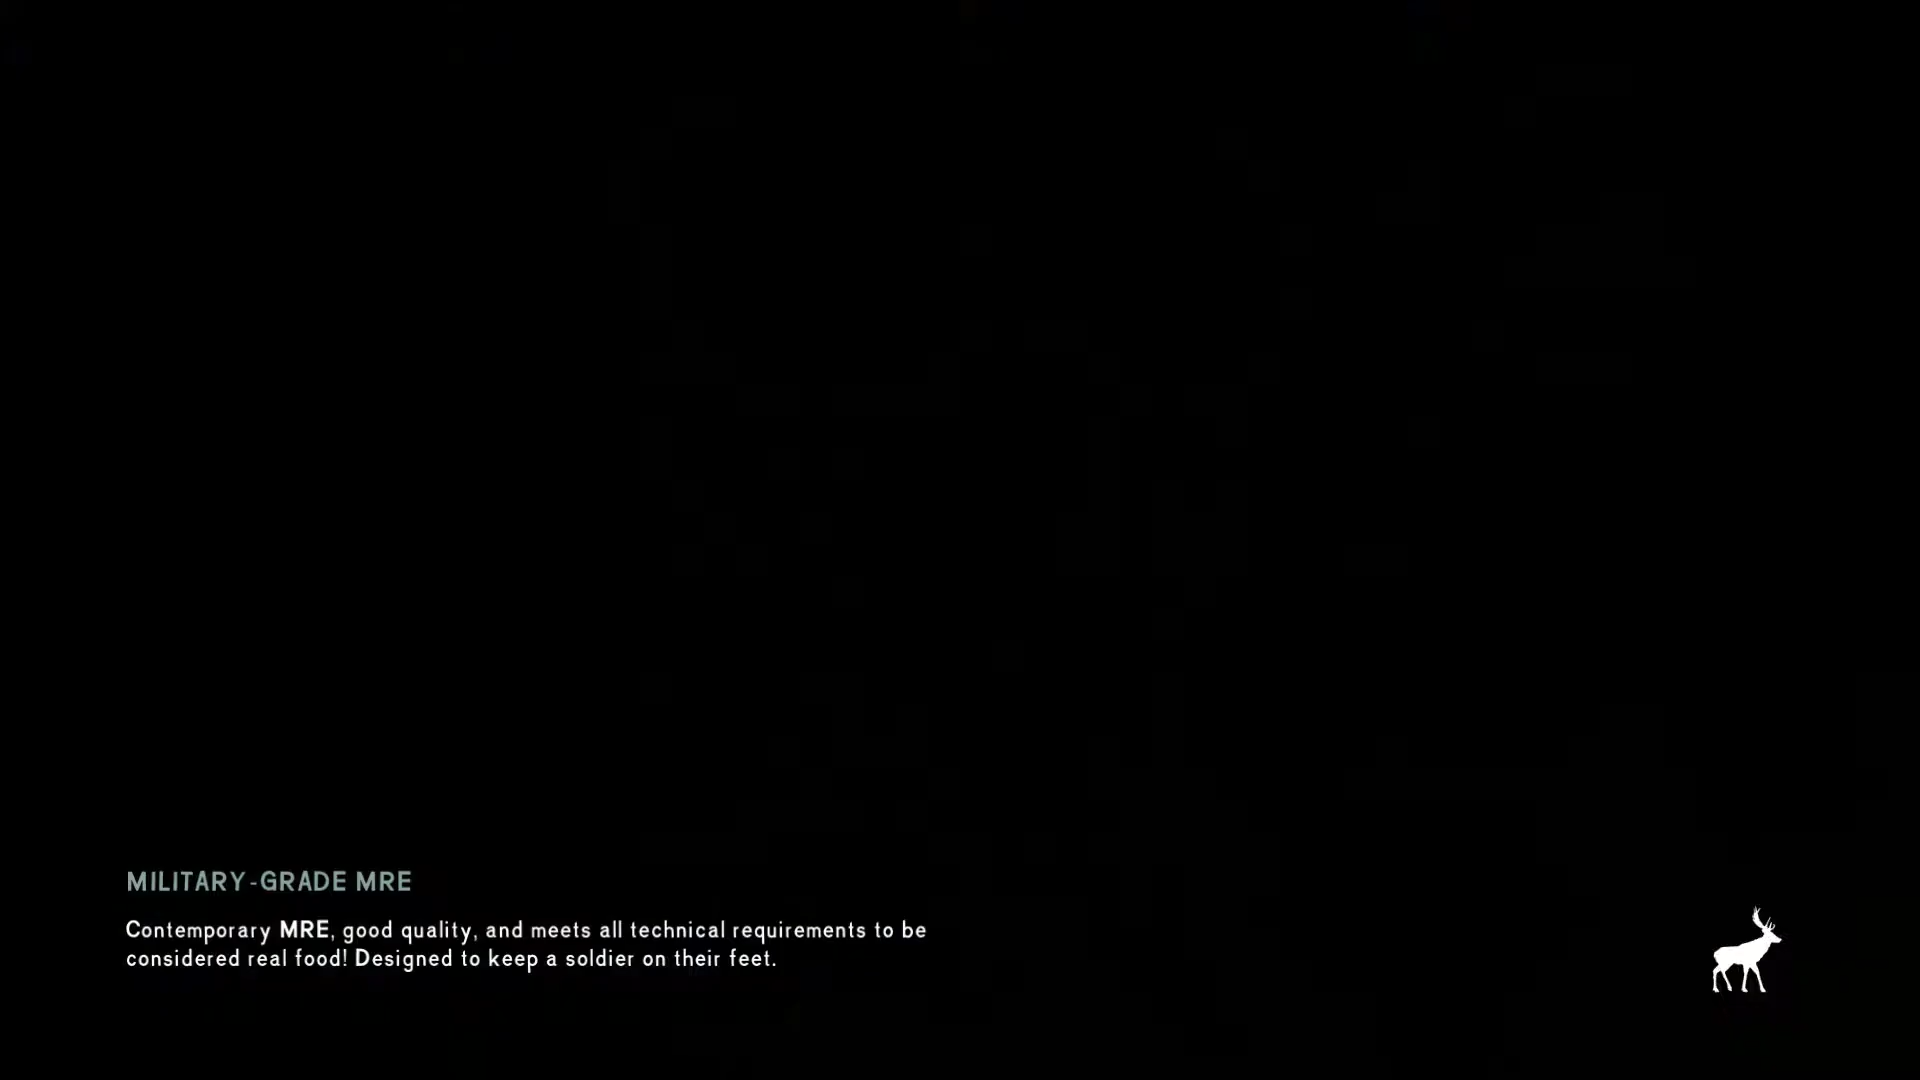 MILITARY-GRADE MRE
Contemporary MRE, good quality, and meets all technical requirements to be
considered real food! Designed to keep a soldier on their feet.